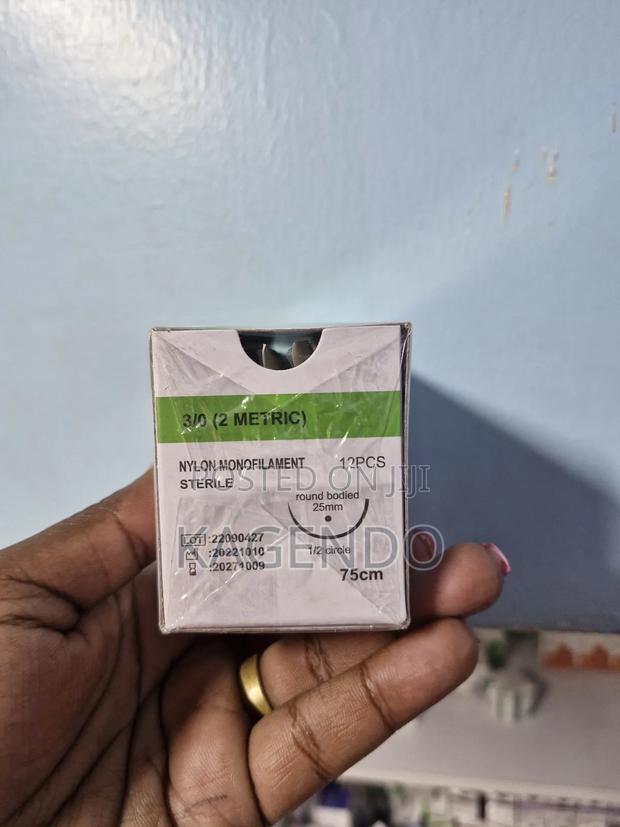 3/0 (2 METRIC)
NYLON MONOFILAMENT 12PCS
STERILE
POSTED ON JIJI
round bodied
25mm
KAGENDO
LOT :22090427
:20221010
1/2 circle
:20271009
75cm